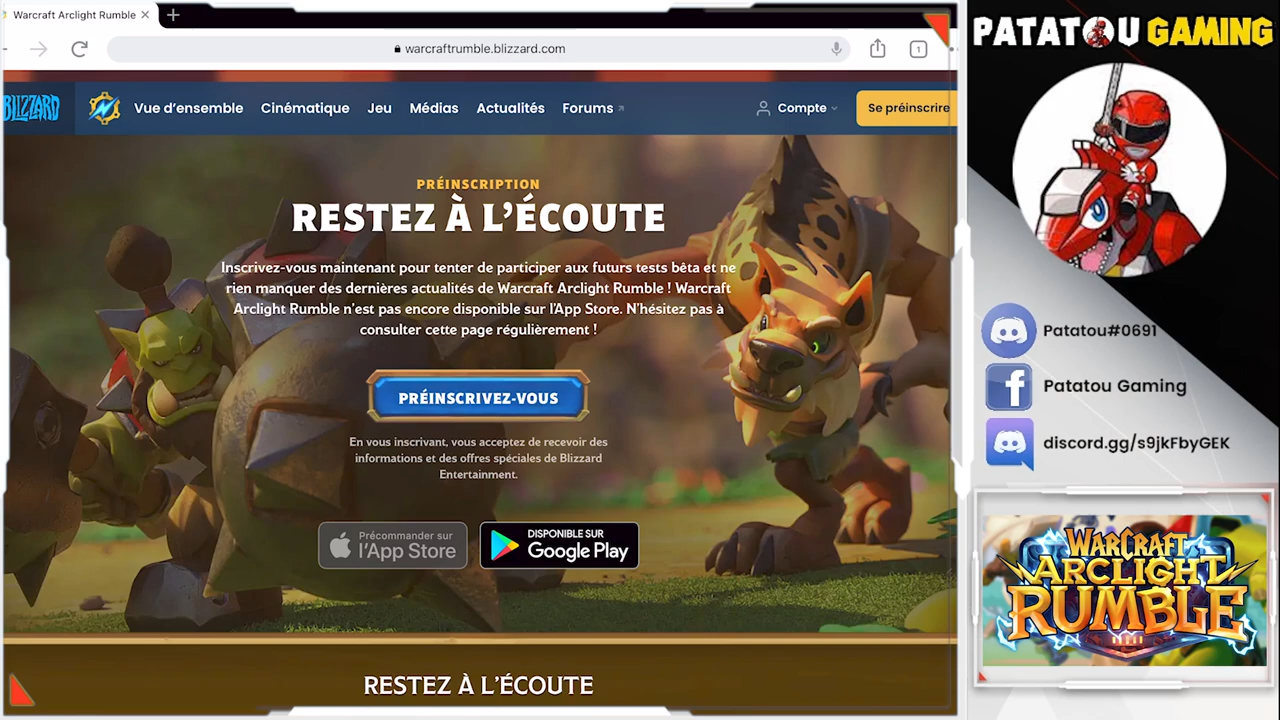 Warcraft Arclight Rumble
warcraftrumble.blizzard.com
1
BLIZZARD
Vue d'ensemble
Cinématique
Jeu
Médias
Actualités
Forums
Compte
Se préinscrire
PRÉINSCRIPTION
RESTEZ À L'ÉCOUTE
Inscrivez-vous maintenant pour tenter de participer aux futurs tests bêta et ne
rien manquer des dernières actualités de Warcraft Arclight Rumble ! Warcraft
Arclight Rumble n'est pas encore disponible sur l'App Store. N'hésitez pas à
consulter cette page régulièrement !
PRÉINSCRIVEZ-VOUS
En vous inscrivant, vous acceptez de recevoir des
informations et des offres spéciales de Blizzard
Entertainment.
Précommander sur
l'App Store
DISPONIBLE SUR
Google Play
RESTEZ À L'ÉCOUTE
PATATOU GAMING
Patatou#0691
Patatou Gaming
discord.gg/s9jkFbyGEK
WARCRAFT
ARCLIGHT
RUMBLE